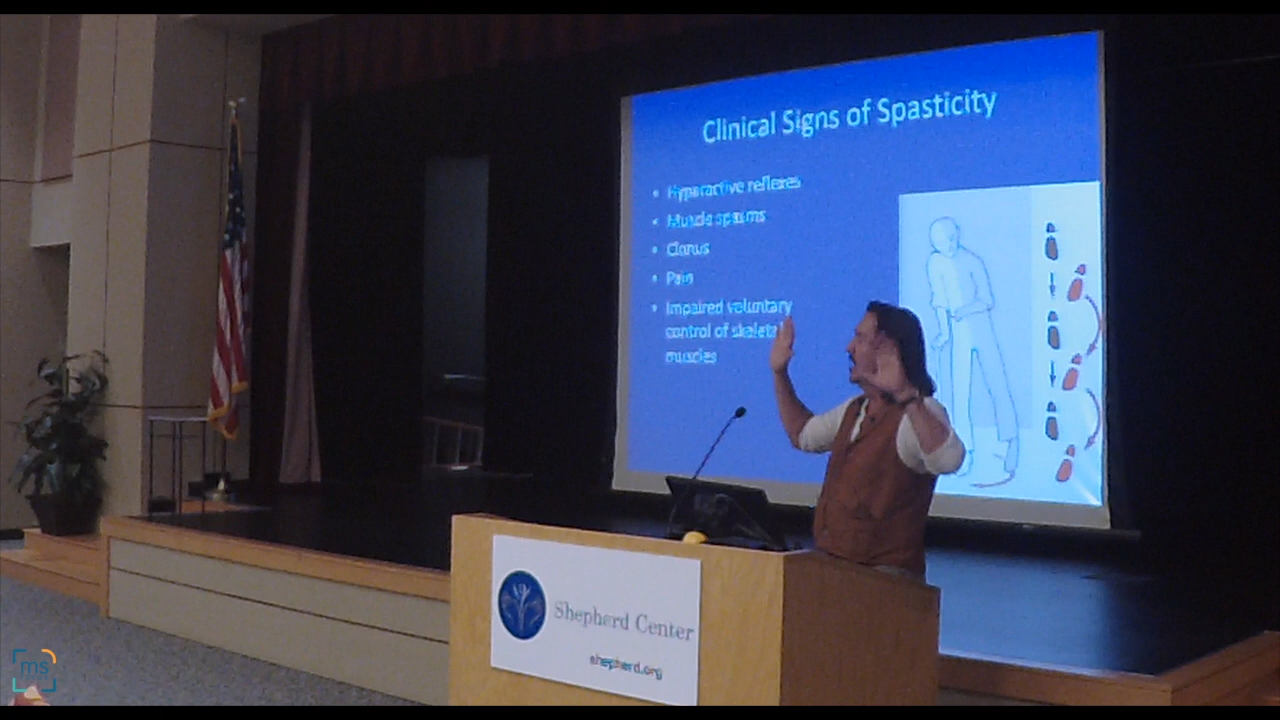 Clinical Signs of Spasticity
• Hyperactive reflexes
• Muscle spasms
• Clonus
• Pain
• Impaired voluntary
control of skeletal
muscles
Shepherd Center
shepherd.org
ms